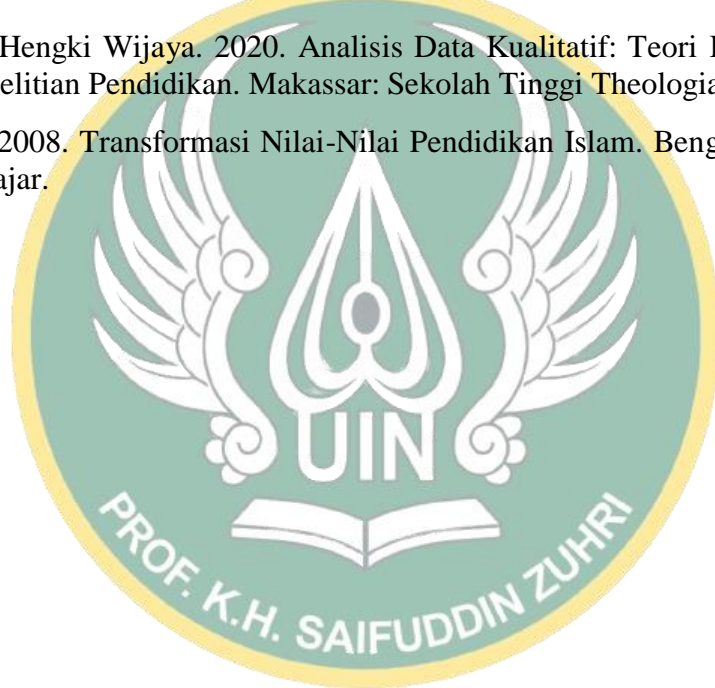 Hengki Wijaya. 2020. Analisis Data Kualitatif: Teori
elitian Pendidikan. Makassar: Sekolah Tinggi Theologia
2008. Transformasi Nilai-Nilai Pendidikan Islam. Beng
ajar.
UIN
PROF. K.H. SAIFUDDIN ZUHRI